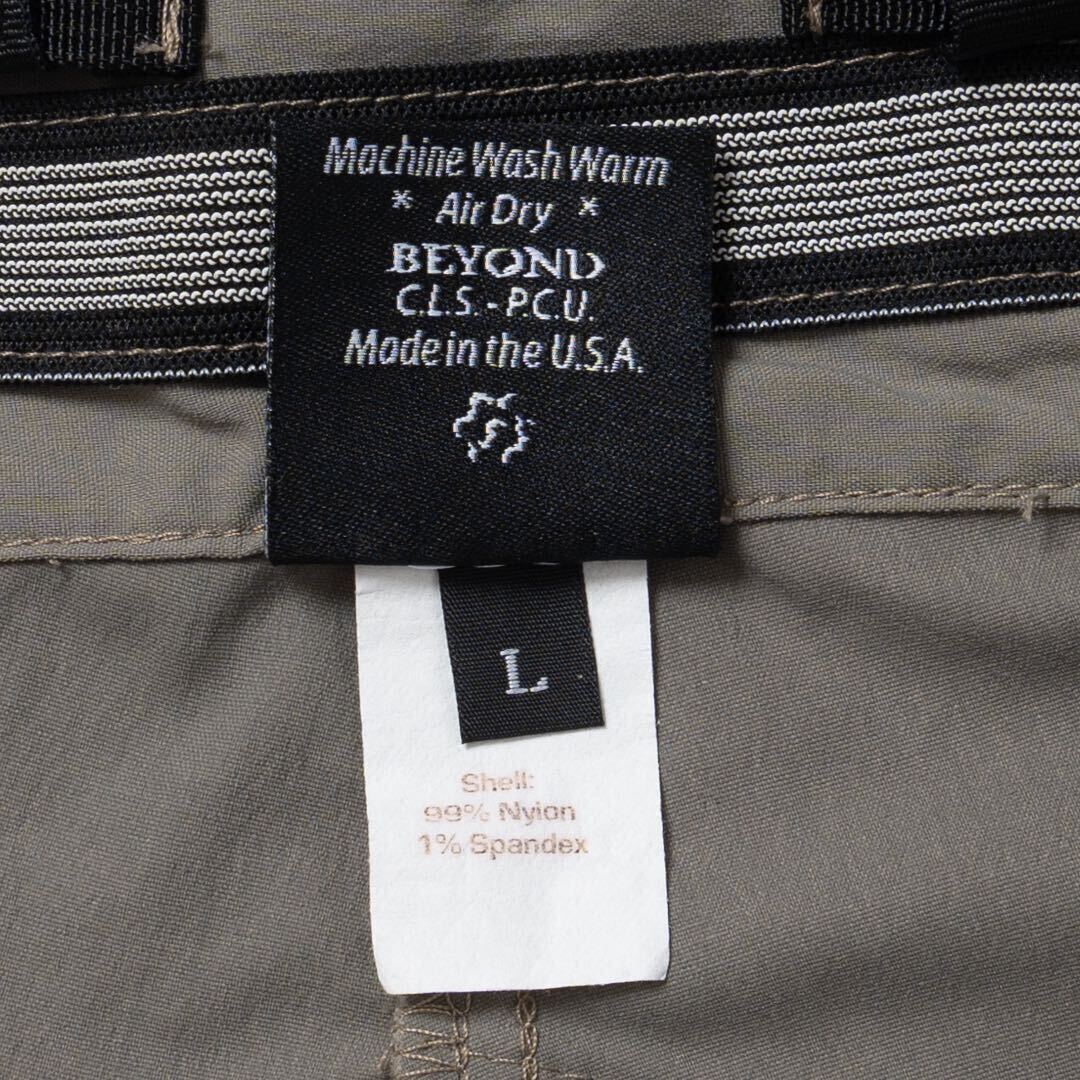 Machine Wash Warm
* Air Dry *
BEYOND
C.L.S. - P.C.U.
Made in the U.S.A.
L
Shell:
99% Nylon
1% Spandex